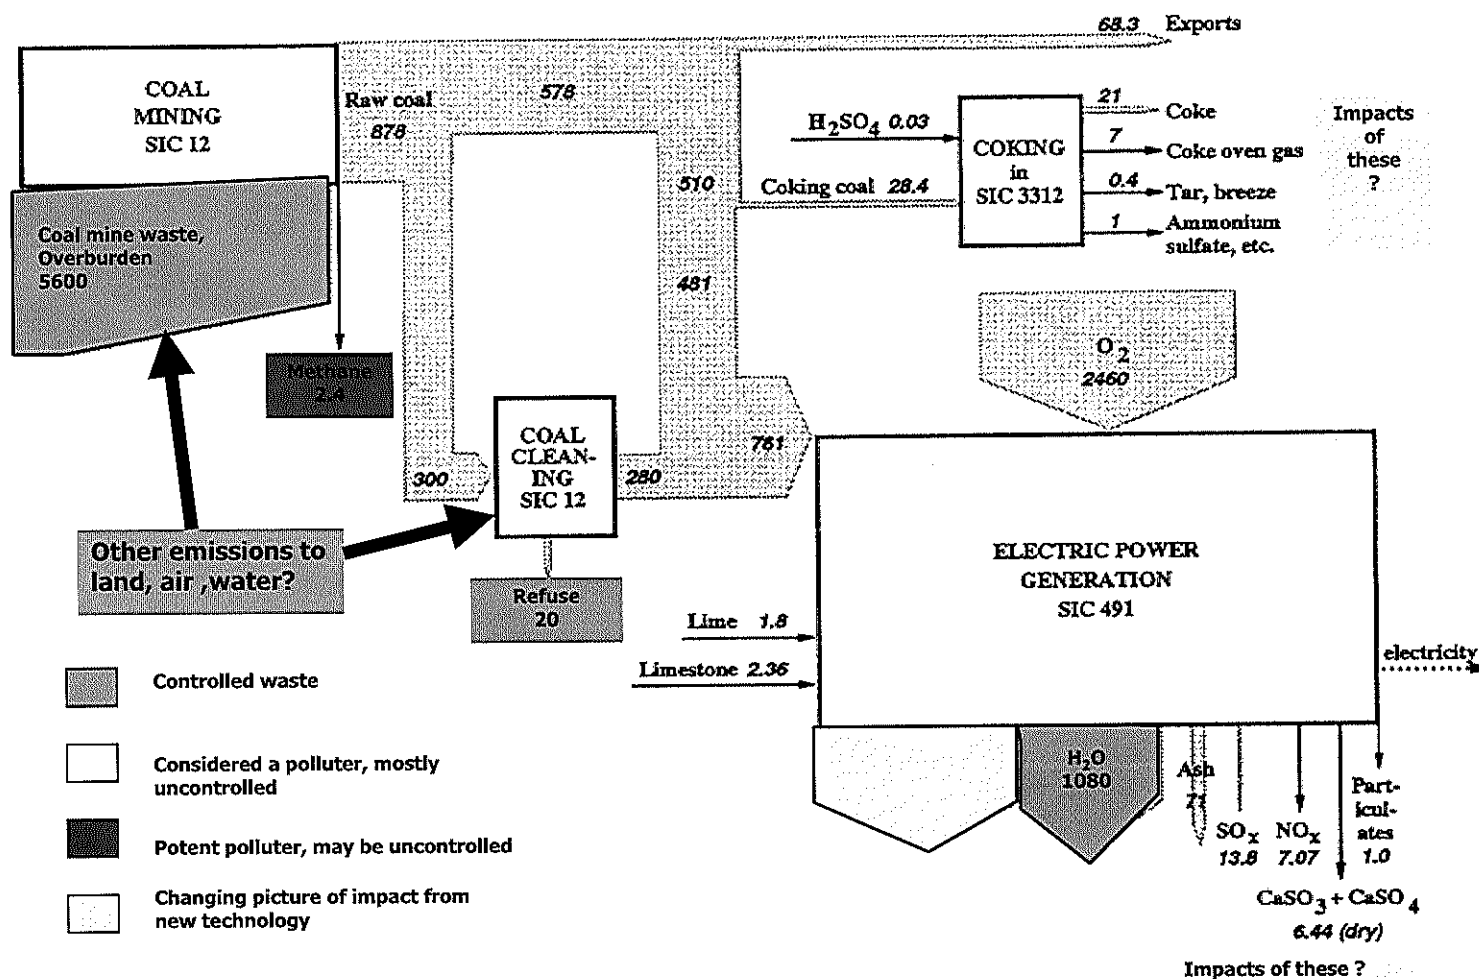 68.3 Exports
COAL
MINING
SIC 12
Raw coal
878
578
H₂SO₄ 0.03
COKING
in
SIC 3312
21
Coke
7
Coke oven gas
0.4
Tar, breeze
1
Ammonium
sulfate, etc.
Impacts
of
these
?
510
Coking coal 28.4
Coal mine waste,
Overburden
5600
481
O₂
2460
Methane
2.4
COAL
CLEAN-
ING
SIC 12
300
280
761
Other emissions to
land, air ,water?
Refuse
20
ELECTRIC POWER
GENERATION
SIC 491
Lime 1.8
Limestone 2.36
electricity
Controlled waste
Considered a polluter, mostly
uncontrolled
Potent polluter, may be uncontrolled
Changing picture of impact from
new technology
H₂O
1080
Ash
71
SOₓ
13.8
NOₓ
7.07
Part-
icul-
ates
1.0
CaSO₃ + CaSO₄
6.44 (dry)
Impacts of these ?